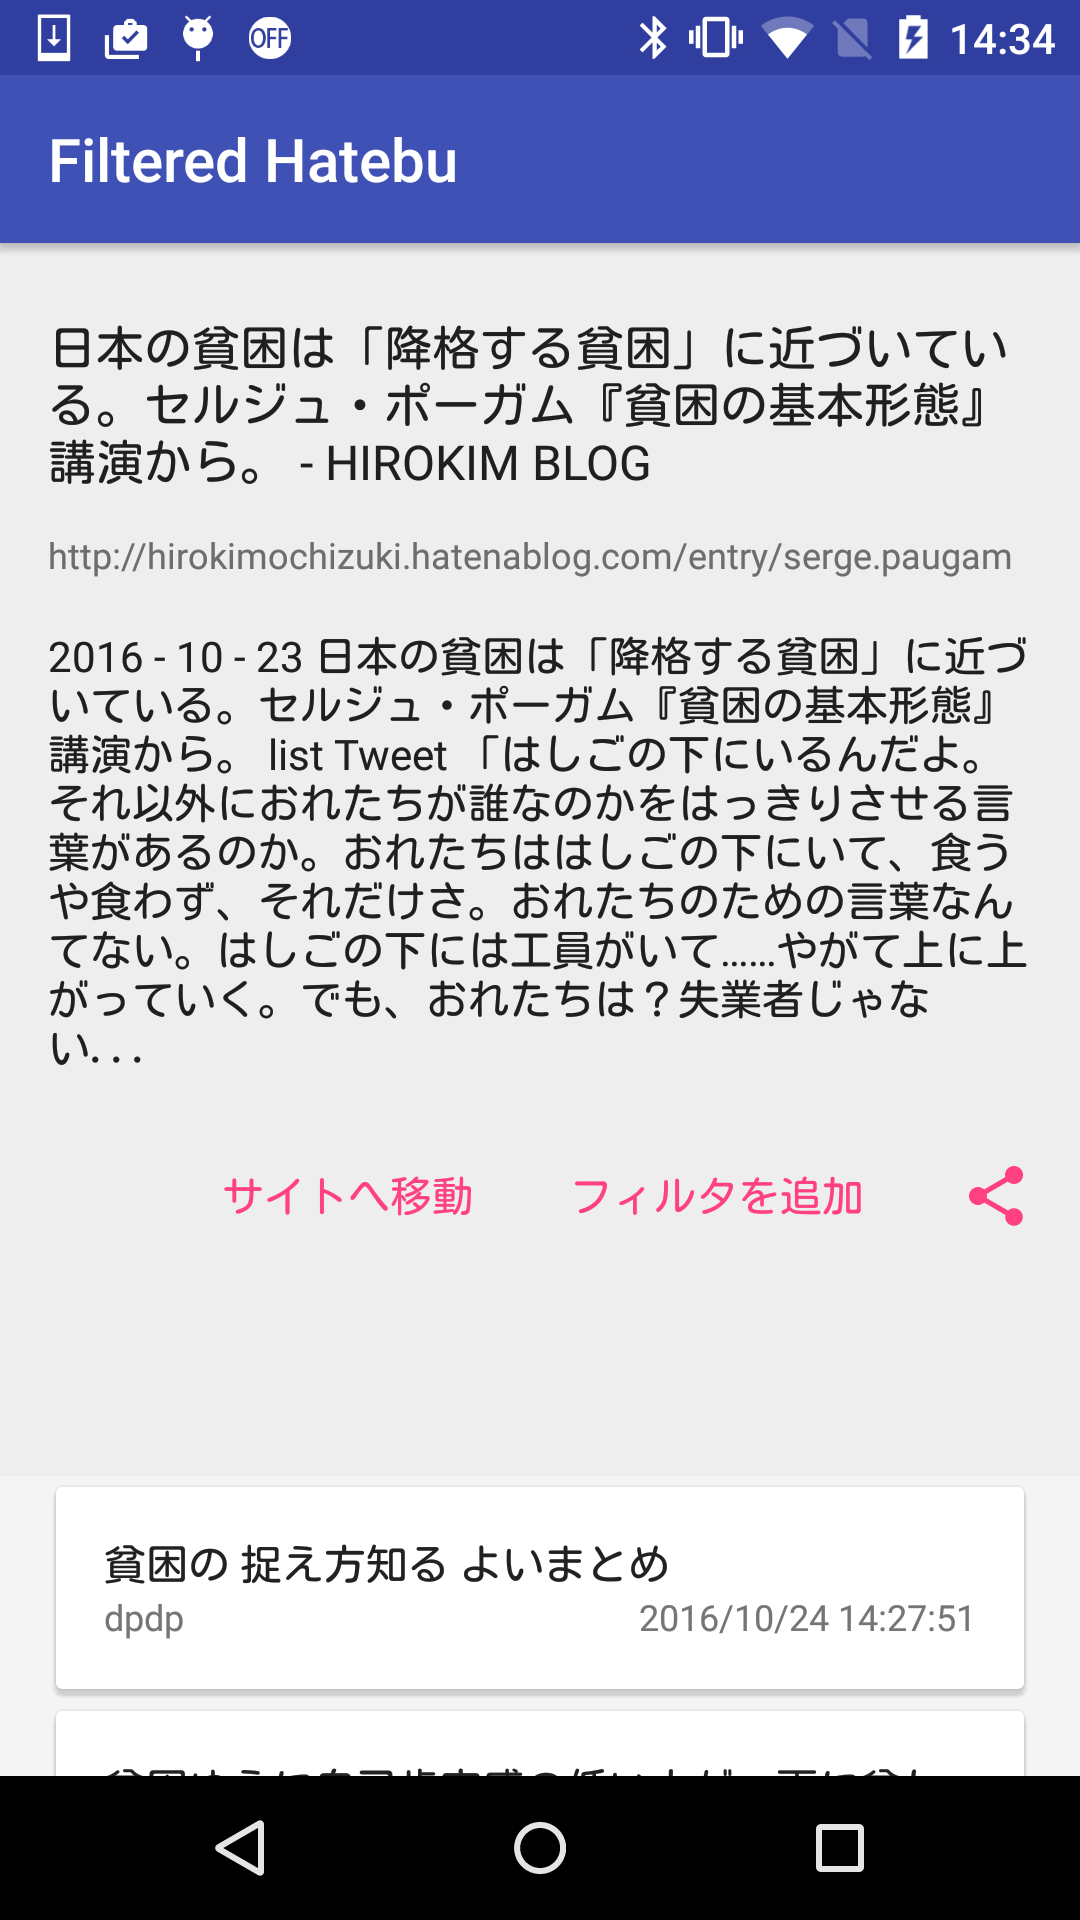 OFF 14:34
Filtered Hatebu
日本の貧困は「降格する貧困」に近づいてい
る。セルジュ・ポーガム『貧困の基本形態』
講演から。 - HIROKIM BLOG
http://hirokimochizuki.hatenablog.com/entry/serge.paugam
2016 - 10 - 23 日本の貧困は「降格する貧困」に近づ
いている。セルジュ・ポーガム『貧困の基本形態』
講演から。 list Tweet 「はしごの下にいるんだよ。
それ以外におれたちが誰なのかをはっきりさせる言
葉があるのか。おれたちははしごの下にいて、食う
や食わず、それだけさ。おれたちのための言葉なん
てない。はしごの下には工員がいて……やがて上に上
がっていく。でも、おれたちは？失業者じゃな
い...
サイトへ移動 フィルタを追加
貧困の 捉え方知る よいまとめ
dpdp 2016/10/24 14:27:51